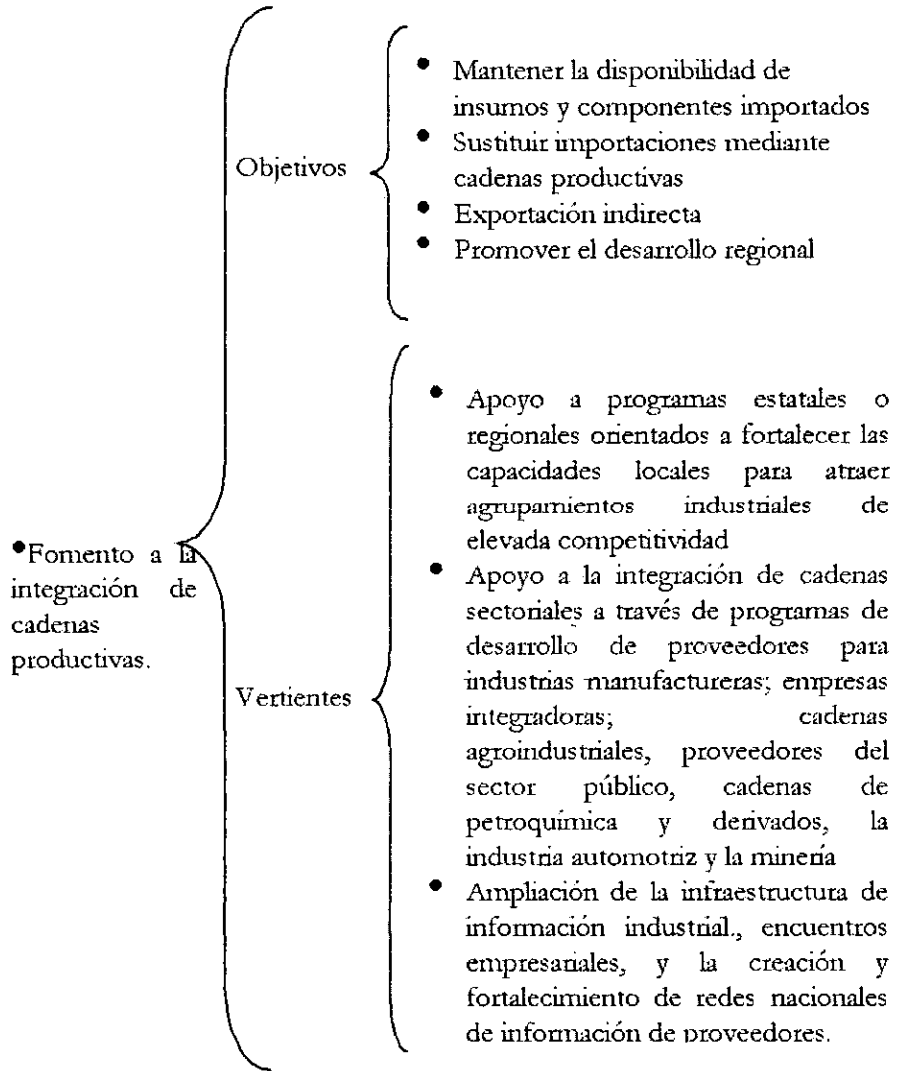 •Fomento a la
integración de
cadenas
productivas.
Objetivos
• Mantener la disponibilidad de
insumos y componentes importados
• Sustituir importaciones mediante
cadenas productivas
• Exportación indirecta
• Promover el desarrollo regional
Vertientes
• Apoyo a programas estatales o
regionales orientados a fortalecer las
capacidades locales para atraer
agrupamientos industriales de
elevada competitividad
• Apoyo a la integración de cadenas
sectoriales a través de programas de
desarrollo de proveedores para
industrias manufactureras; empresas
integradoras; cadenas
agroindustriales, proveedores del
sector público, cadenas de
petroquímica y derivados, la
industria automotriz y la minería
• Ampliación de la infraestructura de
información industrial., encuentros
empresariales, y la creación y
fortalecimiento de redes nacionales
de información de proveedores.